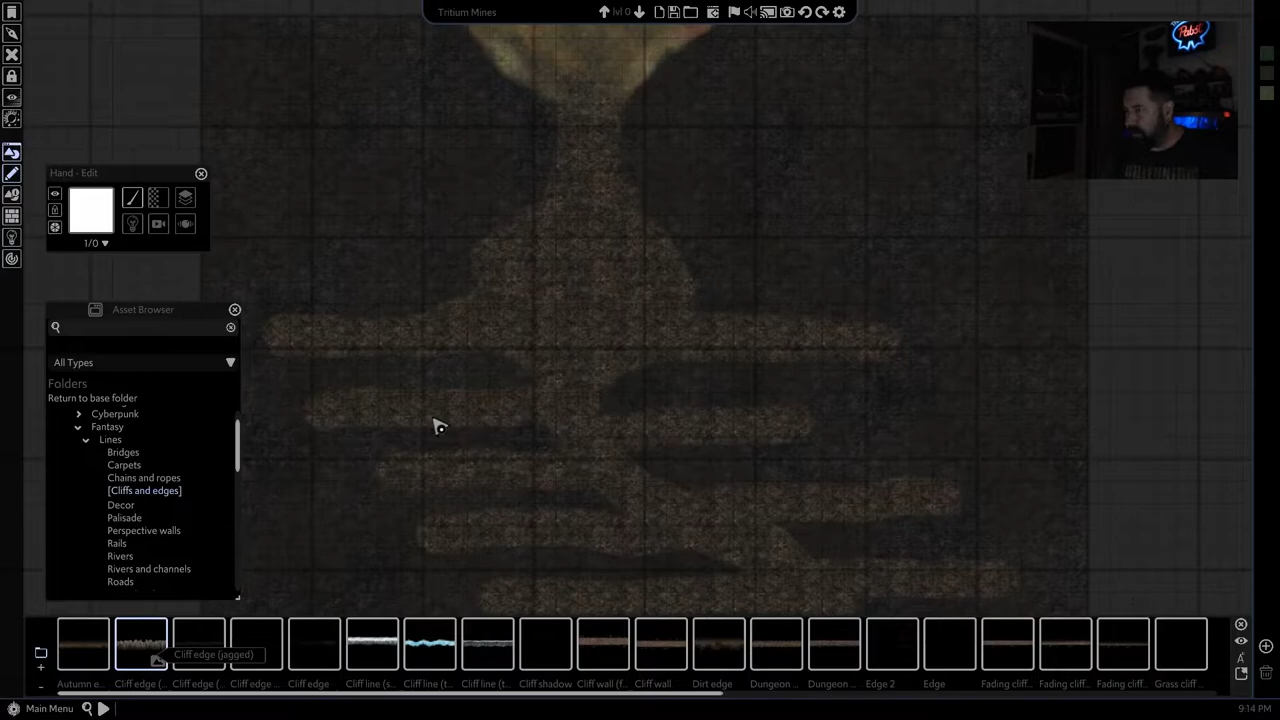 Tritium Mines
lvl 0
Pabst
Hand - Edit
1/0
Asset Browser
All Types
Folders
Return to base folder
Cyberpunk
Fantasy
Lines
Bridges
Carpets
Chains and ropes
[Cliffs and edges]
Decor
Palisade
Perspective walls
Rails
Rivers
Rivers and channels
Roads
Cliff edge (jagged)
Autumn e...
Cliff edge (...
Cliff edge (...
Cliff edge ...
Cliff edge
Cliff line (s...
Cliff line (t...
Cliff line (t...
Cliff shadow
Cliff wall (f...
Cliff wall
Dirt edge
Dungeon ...
Dungeon ...
Edge 2
Edge
Fading cliff...
Fading cliff...
Fading cliff...
Grass cliff ...
Main Menu
9:14 PM